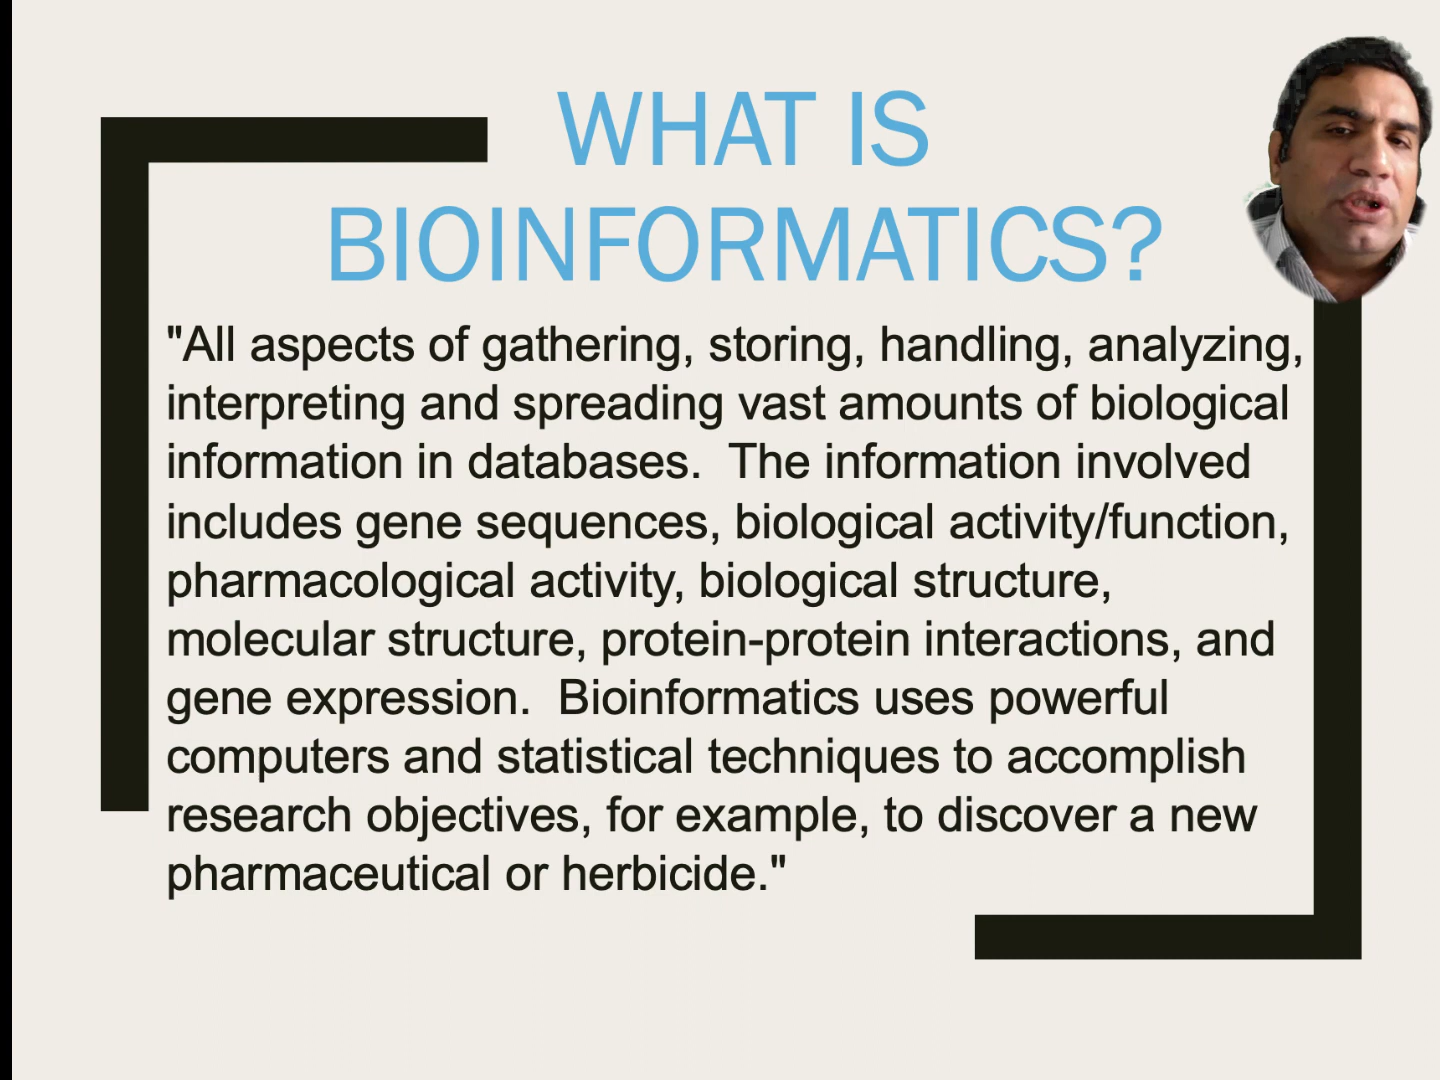 WHAT IS
BIOINFORMATICS?
"All aspects of gathering, storing, handling, analyzing,
interpreting and spreading vast amounts of biological
information in databases.  The information involved
includes gene sequences, biological activity/function,
pharmacological activity, biological structure,
molecular structure, protein-protein interactions, and
gene expression.  Bioinformatics uses powerful
computers and statistical techniques to accomplish
research objectives, for example, to discover a new
pharmaceutical or herbicide."